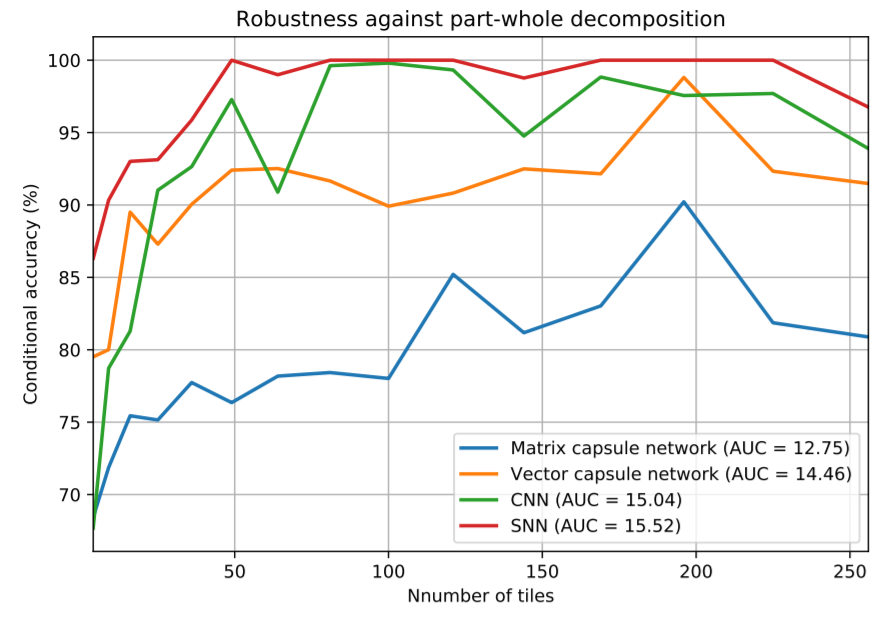 Robustness against part-whole decomposition
Conditional accuracy (%)
100
95
90
85
80
75
70
Matrix capsule network (AUC = 12.75)
Vector capsule network (AUC = 14.46)
CNN (AUC = 15.04)
SNN (AUC = 15.52)
50
100
150
200
250
Nnumber of tiles